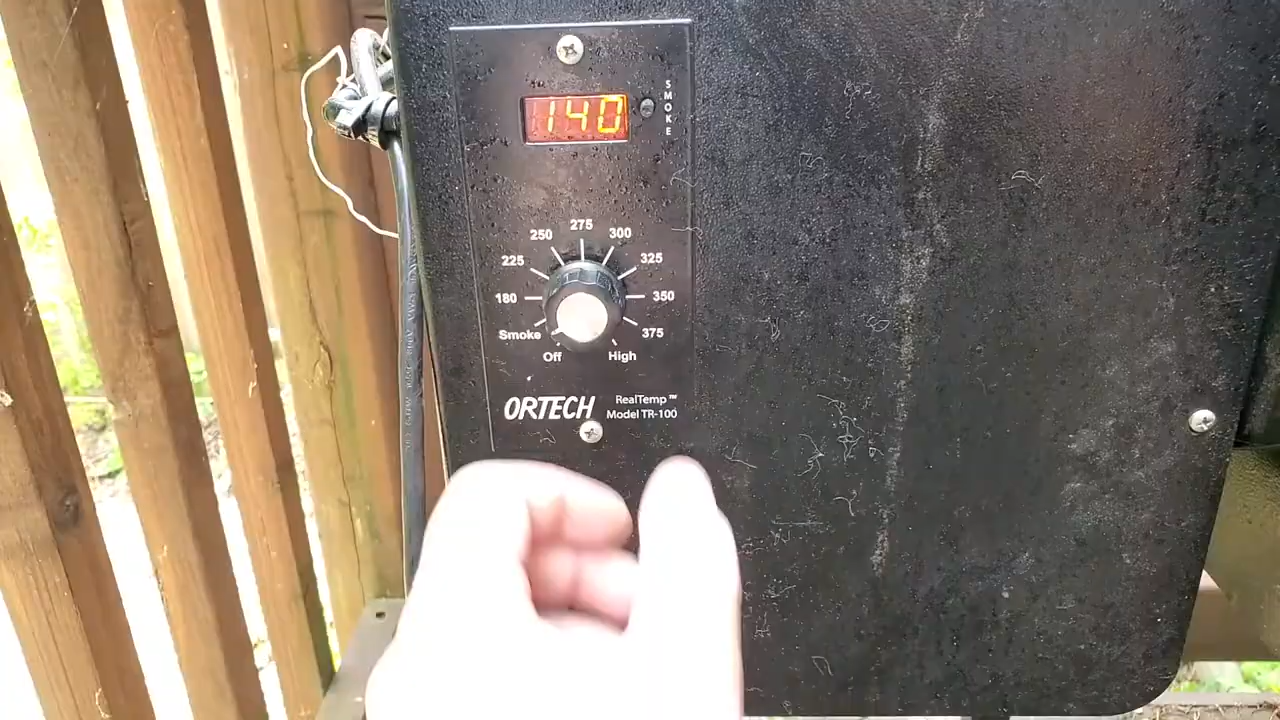 140
SMOKE
275
250
300
225
325
180
350
Smoke
375
Off
High
ORTECH
RealTemp™
Model TR-100